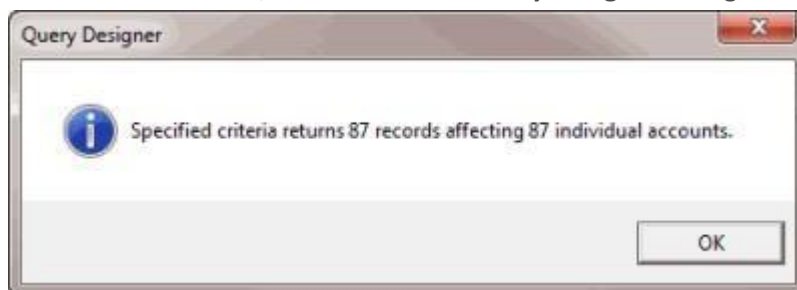 Query Designer
Specified criteria returns 87 records affecting 87 individual accounts.
OK